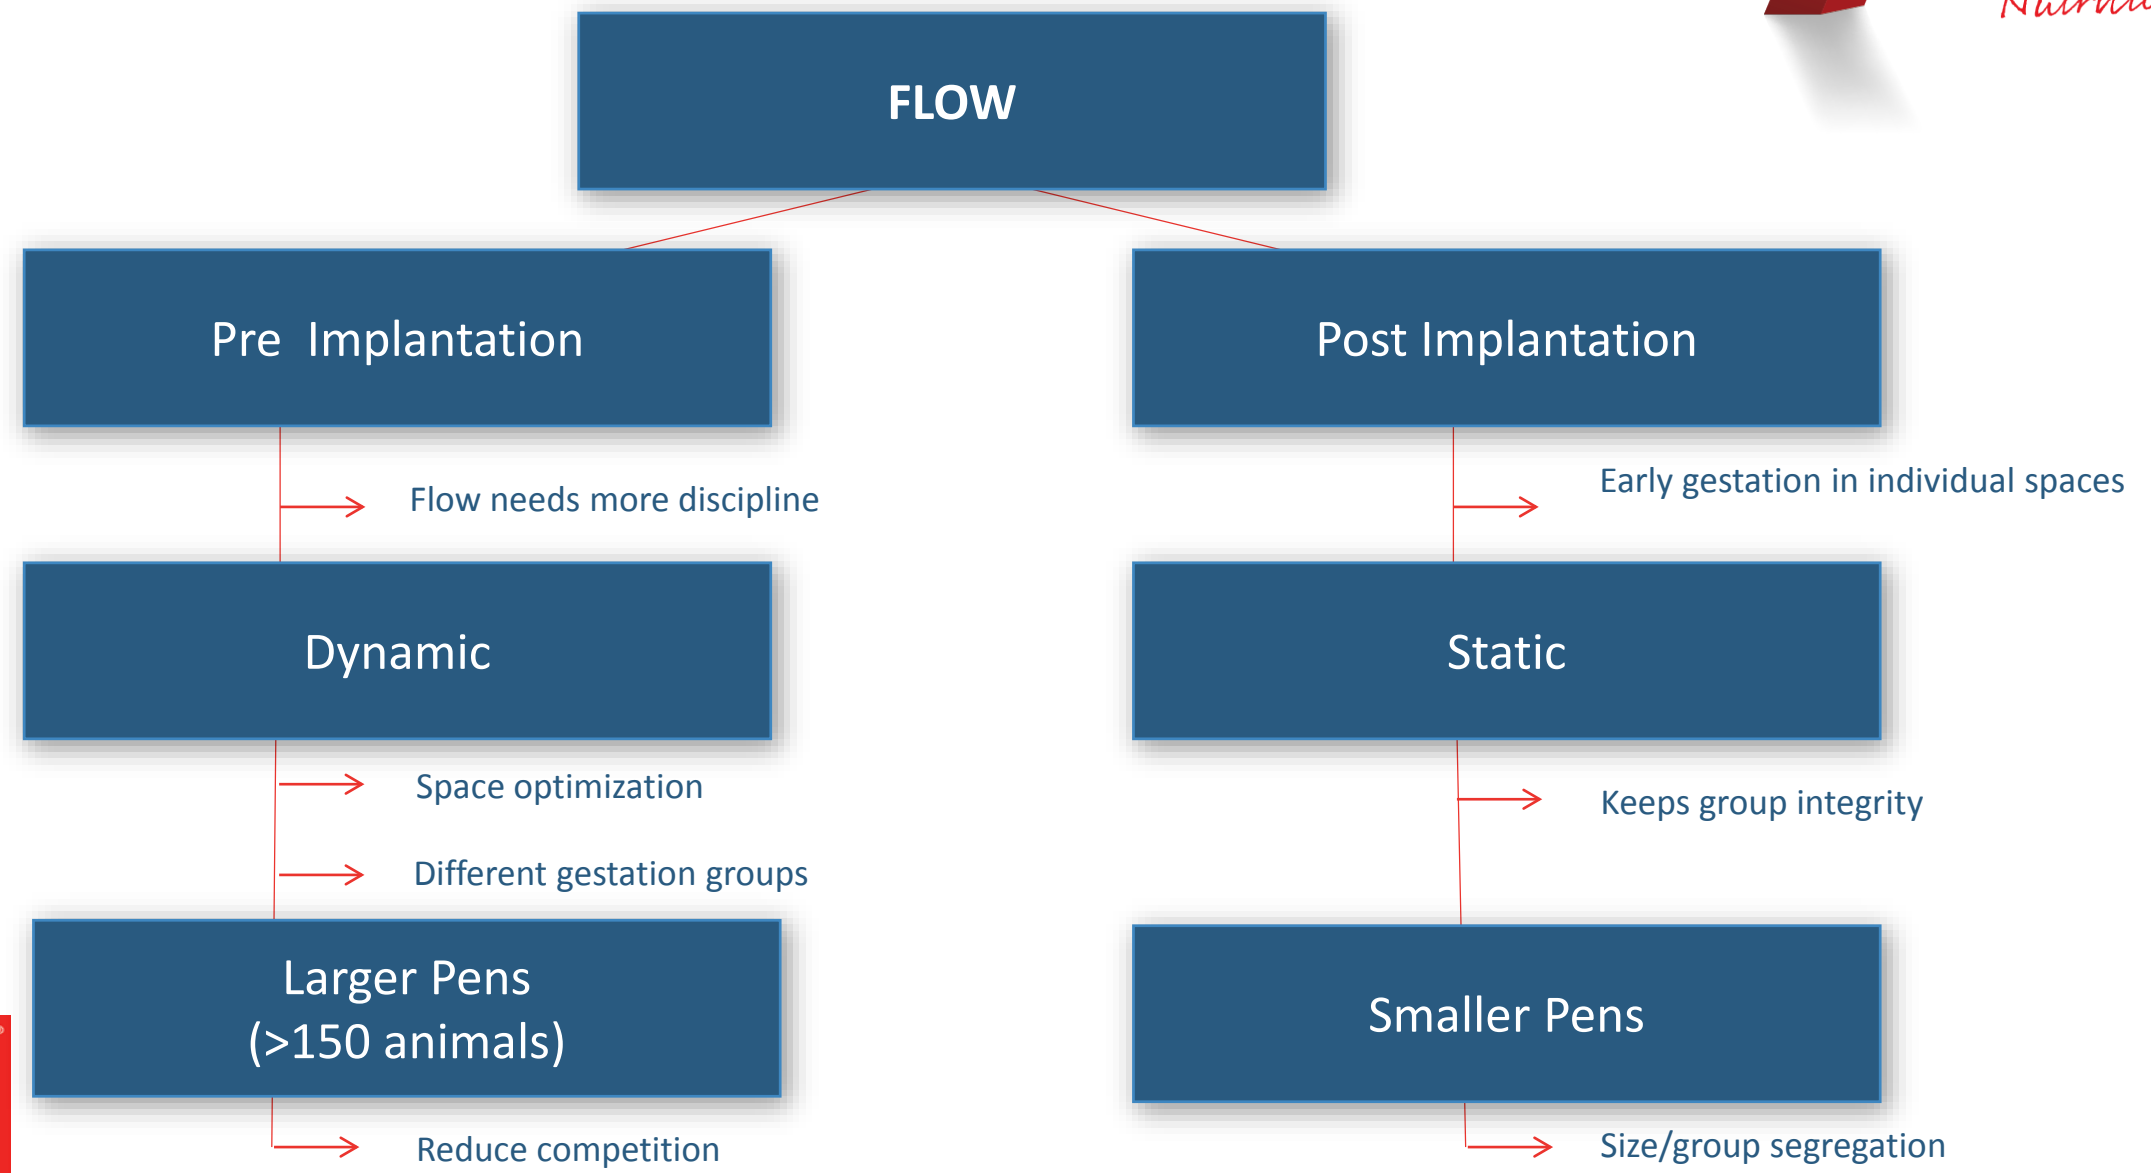 FLOW
Pre  Implantation
Post Implantation
Flow needs more discipline
Early gestation in individual spaces
Dynamic
Static
Space optimization
Keeps group integrity
Different gestation groups
Larger Pens
(>150 animals)
Smaller Pens
Reduce competition
Size/group segregation